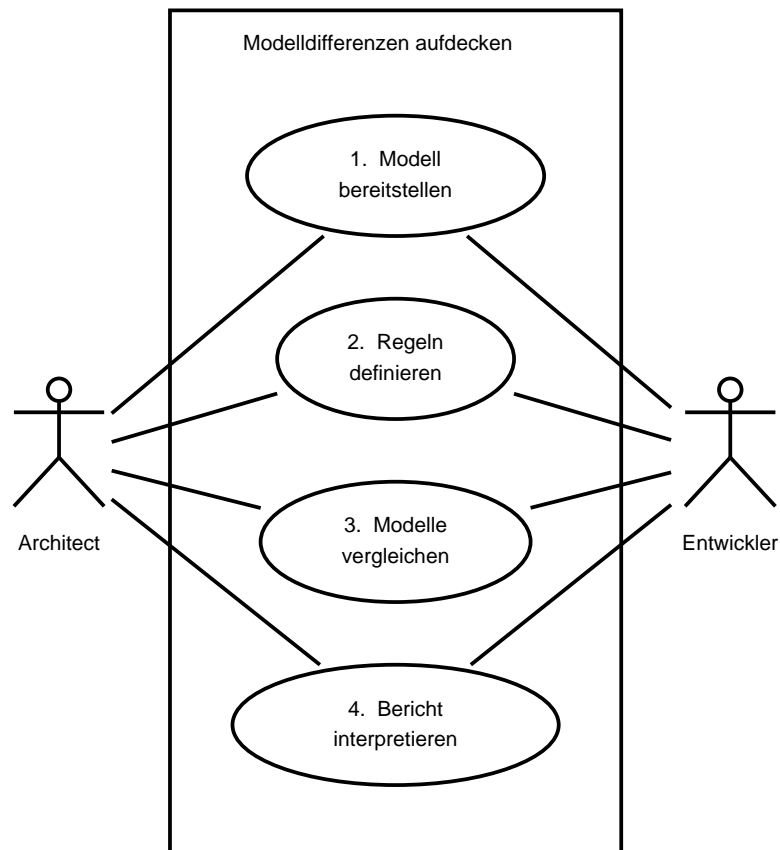 Modelldifferenzen aufdecken
1. Modell
bereitstellen
2. Regeln
definieren
3. Modelle
vergleichen
Architect
Entwickler
4. Bericht
interpretieren